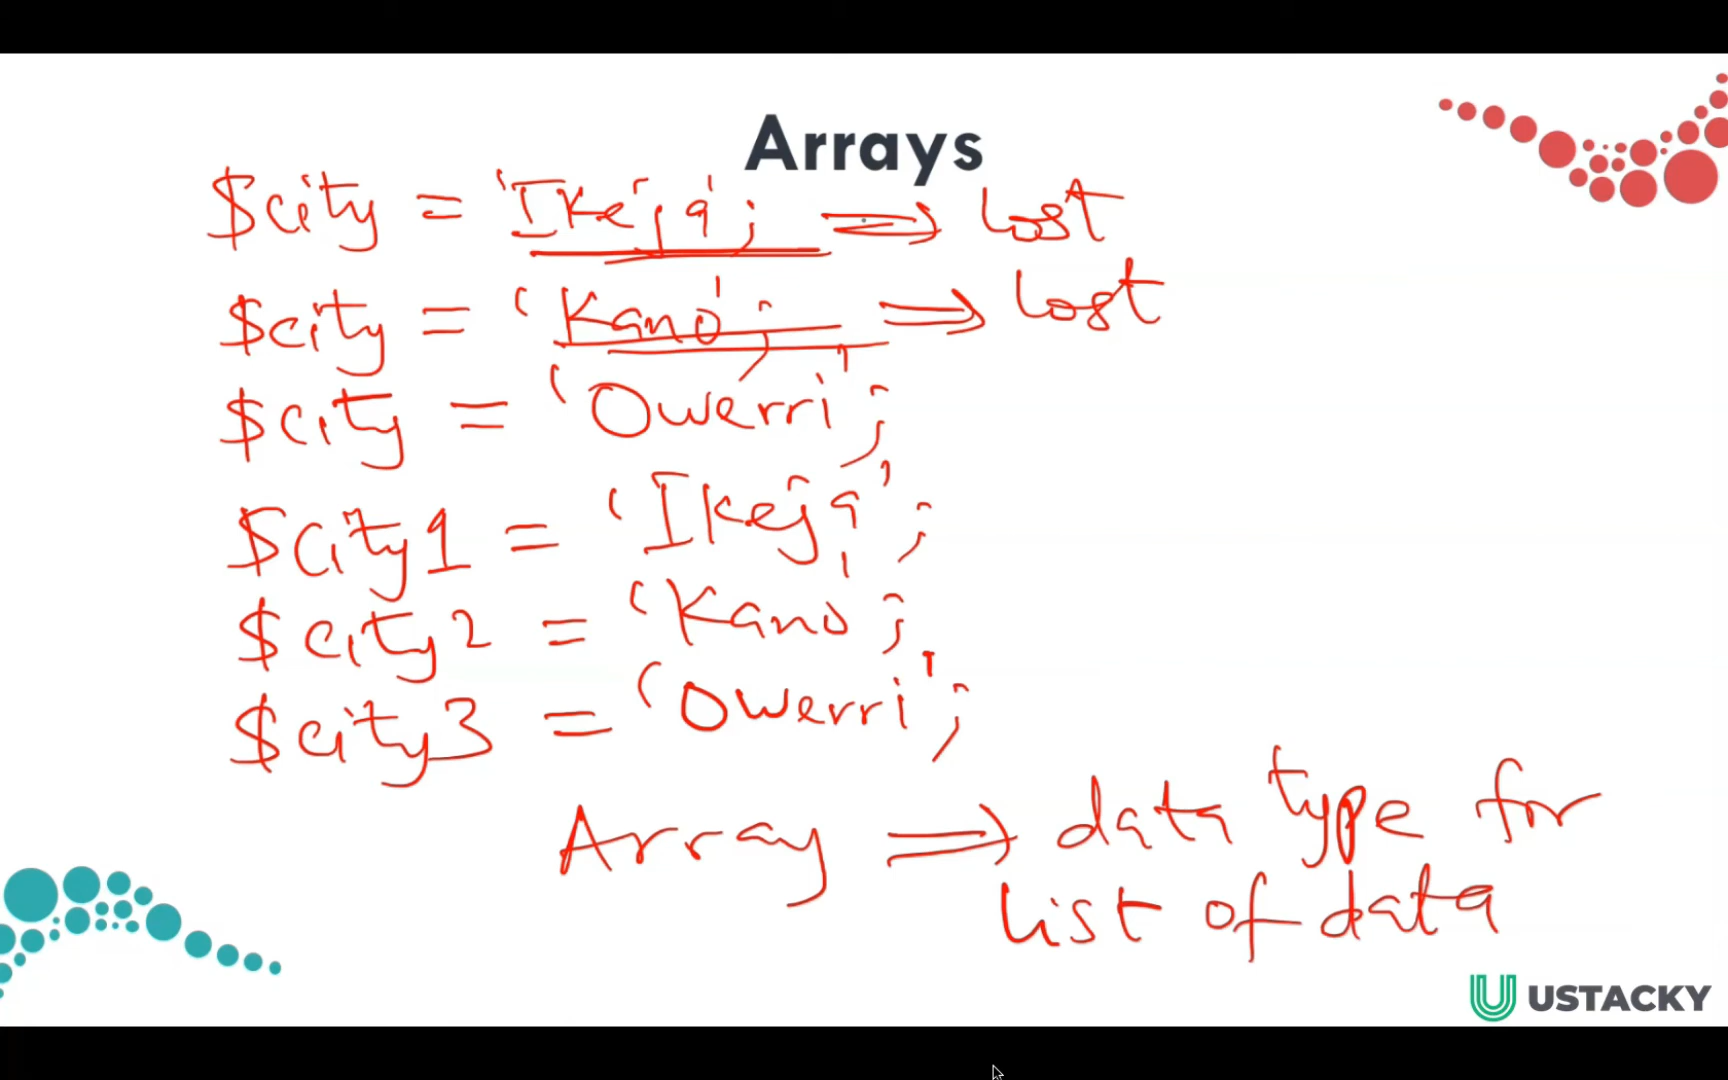 Arrays
$city = 'Ikeja'; ⟹ lost
$city = 'Kano'; ⟹ lost
$city = 'Owerri';
$city1 = 'Ikeja';
$city2 = 'Kano';
$city3 = 'Owerri';
Array ⟹ data type for
list of data
USTACKY